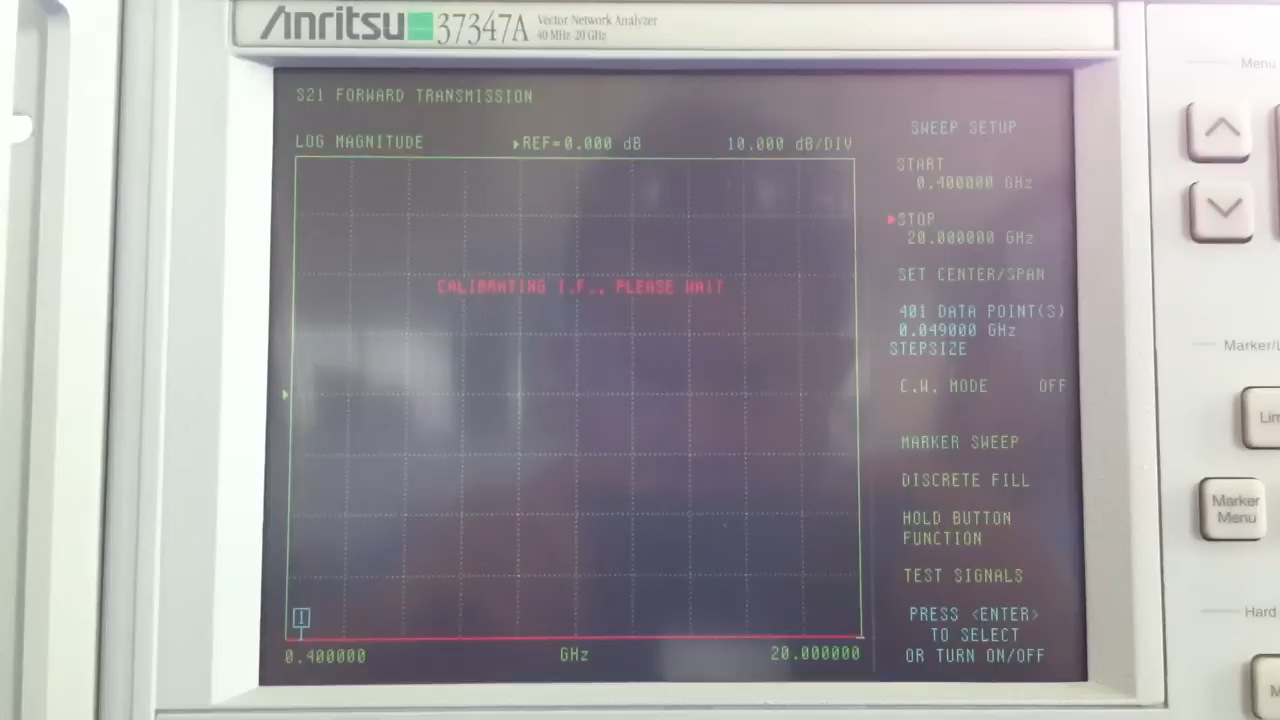 Anritsu 37347A Vector Network Analyzer
40 MHz-20 GHz
S21 FORWARD TRANSMISSION
LOG MAGNITUDE ▶REF=0.000 dB 10.000 dB/DIV
CALIBRATING I.F., PLEASE WAIT
1
0.400000 GHz 20.000000
SWEEP SETUP
START
0.400000 GHz
▶STOP
20.000000 GHz
SET CENTER/SPAN
401 DATA POINT(S)
0.049000 GHz
STEPSIZE
C.W. MODE OFF
MARKER SWEEP
DISCRETE FILL
HOLD BUTTON
FUNCTION
TEST SIGNALS
PRESS <ENTER>
TO SELECT
OR TURN ON/OFF
Menu
Marker/L
Lim
Marker
Menu
Hard
M